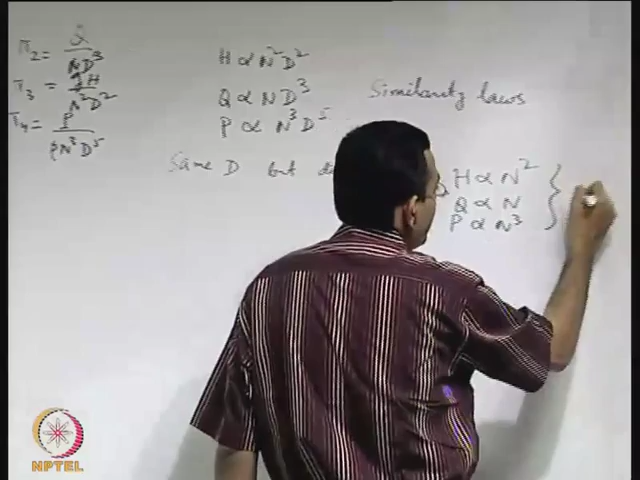 π₂ = Q / ND³
π₃ = gH / N²D²
π₄ = P / ρN³D⁵
H ∝ N²D²
Q ∝ ND³
P ∝ N³D⁵
Similarity laws
Same D but
H ∝ N²
Q ∝ N
P ∝ N³
NPTEL